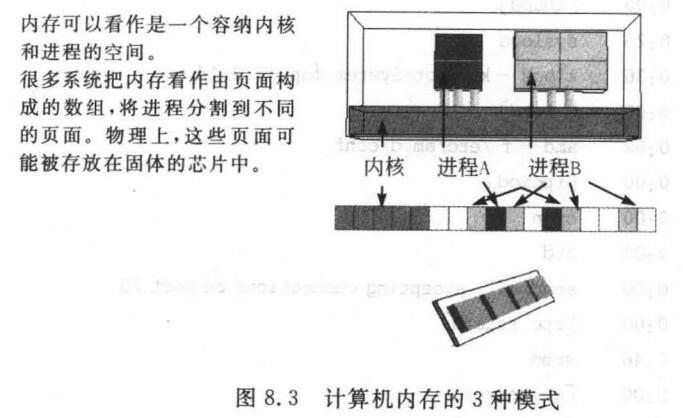 内存可以看作是一个容纳内核
和进程的空间。
很多系统把内存看作由页面构
成的数组,将进程分割到不同
的页面。物理上,这些页面可
能被存放在固体的芯片中。
内核 进程A 进程B
图 8.3 计算机内存的 3 种模式